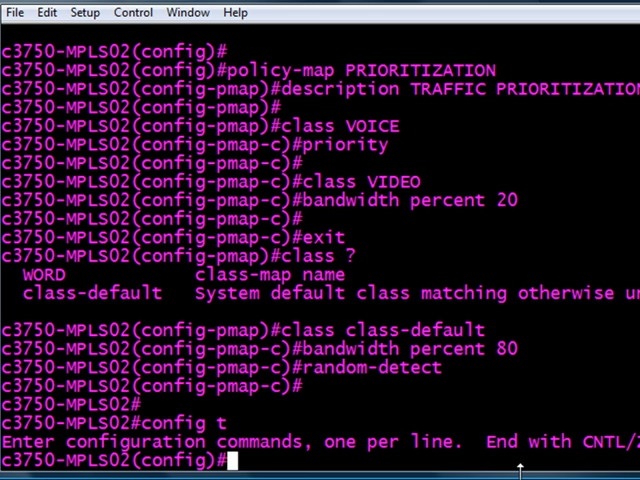 File Edit Setup Control Window Help
c3750-MPLS02(config)#
c3750-MPLS02(config)#policy-map PRIORITIZATION
c3750-MPLS02(config-pmap)#description TRAFFIC PRIORITIZATION
c3750-MPLS02(config-pmap)#
c3750-MPLS02(config-pmap)#class VOICE
c3750-MPLS02(config-pmap-c)#priority
c3750-MPLS02(config-pmap-c)#
c3750-MPLS02(config-pmap-c)#class VIDEO
c3750-MPLS02(config-pmap-c)#bandwidth percent 20
c3750-MPLS02(config-pmap-c)#
c3750-MPLS02(config-pmap-c)#exit
c3750-MPLS02(config-pmap)#class ?
WORD class-map name
class-default System default class matching otherwise
c3750-MPLS02(config-pmap)#class class-default
c3750-MPLS02(config-pmap-c)#bandwidth percent 80
c3750-MPLS02(config-pmap-c)#random-detect
c3750-MPLS02(config-pmap-c)#
c3750-MPLS02#
c3750-MPLS02#config t
Enter configuration commands, one per line. End with CNTL/
c3750-MPLS02(config)#